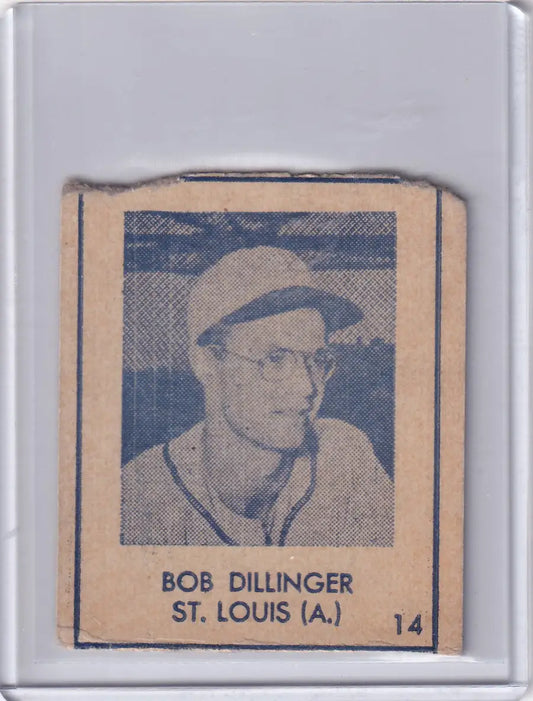 BOB DILLINGER
ST. LOUIS (A.)
14